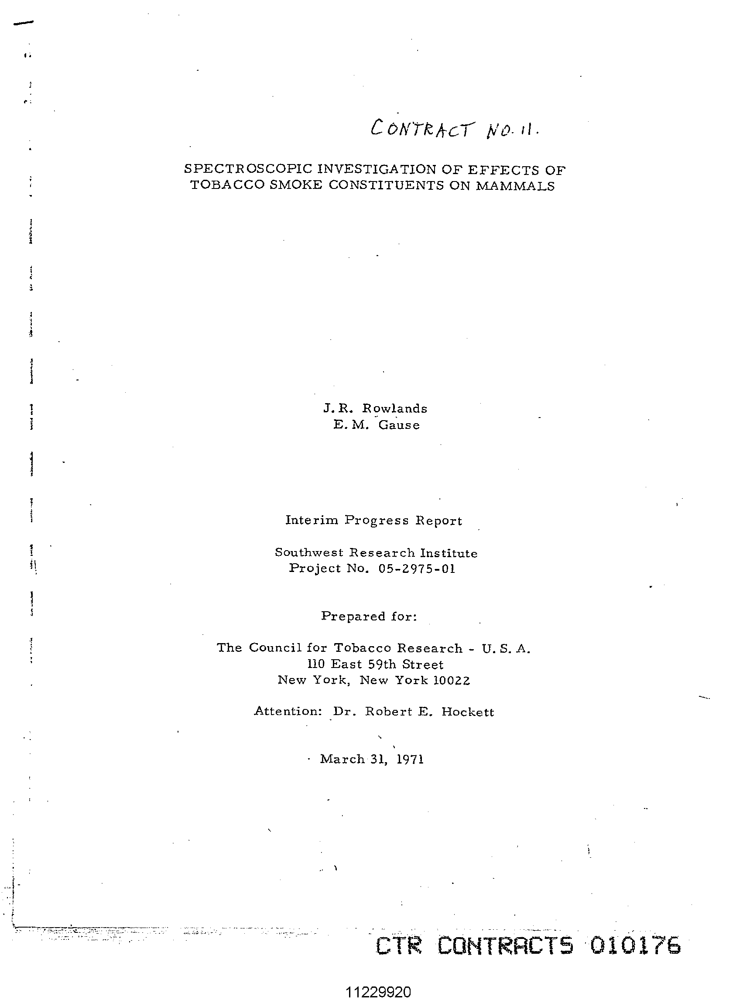 CONTRACT NO. 11.
SPECTROSCOPIC INVESTIGATION OF EFFECTS OF
TOBACCO SMOKE CONSTITUENTS ON MAMMALS
J. R. Rowlands
E. M. Gause
Interim Progress Report
Southwest Research Institute
Project No. 05-2975-01
Prepared for:
The Council for Tobacco Research - U. S. A.
110 East 59th Street
New York, New York 10022
Attention: Dr. Robert E. Hockett
March 31, 1971
CTR CONTRACTS 010176
11229920